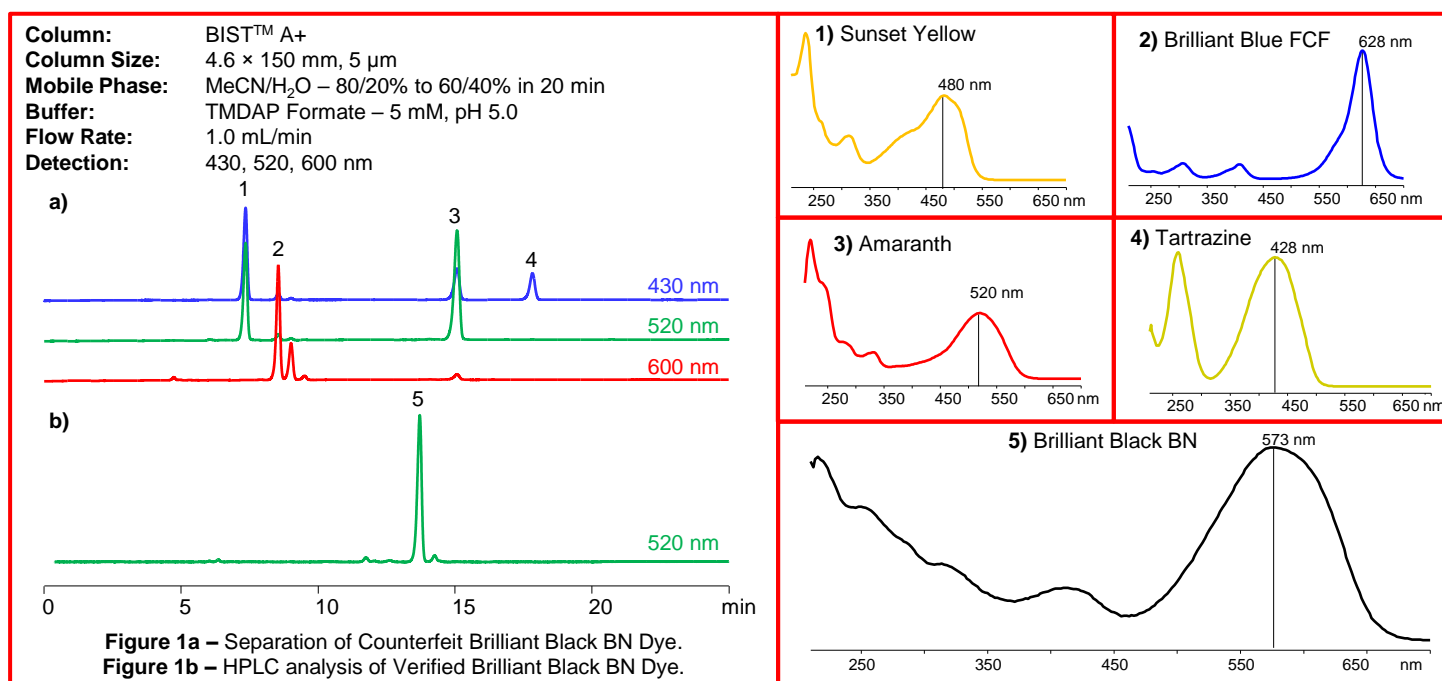 Column: BIST™ A+
Column Size: 4.6 × 150 mm, 5 µm
Mobile Phase: MeCN/H₂O – 80/20% to 60/40% in 20 min
Buffer: TMDAP Formate – 5 mM, pH 5.0
Flow Rate: 1.0 mL/min
Detection: 430, 520, 600 nm
a)
1
2
3
4
430 nm
520 nm
600 nm
b)
5
520 nm
0 5 10 15 20 min
Figure 1a – Separation of Counterfeit Brilliant Black BN Dye.
Figure 1b – HPLC analysis of Verified Brilliant Black BN Dye.
1) Sunset Yellow
480 nm
250 350 450 550 650 nm
2) Brilliant Blue FCF
628 nm
250 350 450 550 650 nm
3) Amaranth
520 nm
250 350 450 550 650 nm
4) Tartrazine
428 nm
250 350 450 550 650 nm
5) Brilliant Black BN
573 nm
250 350 450 550 650 nm